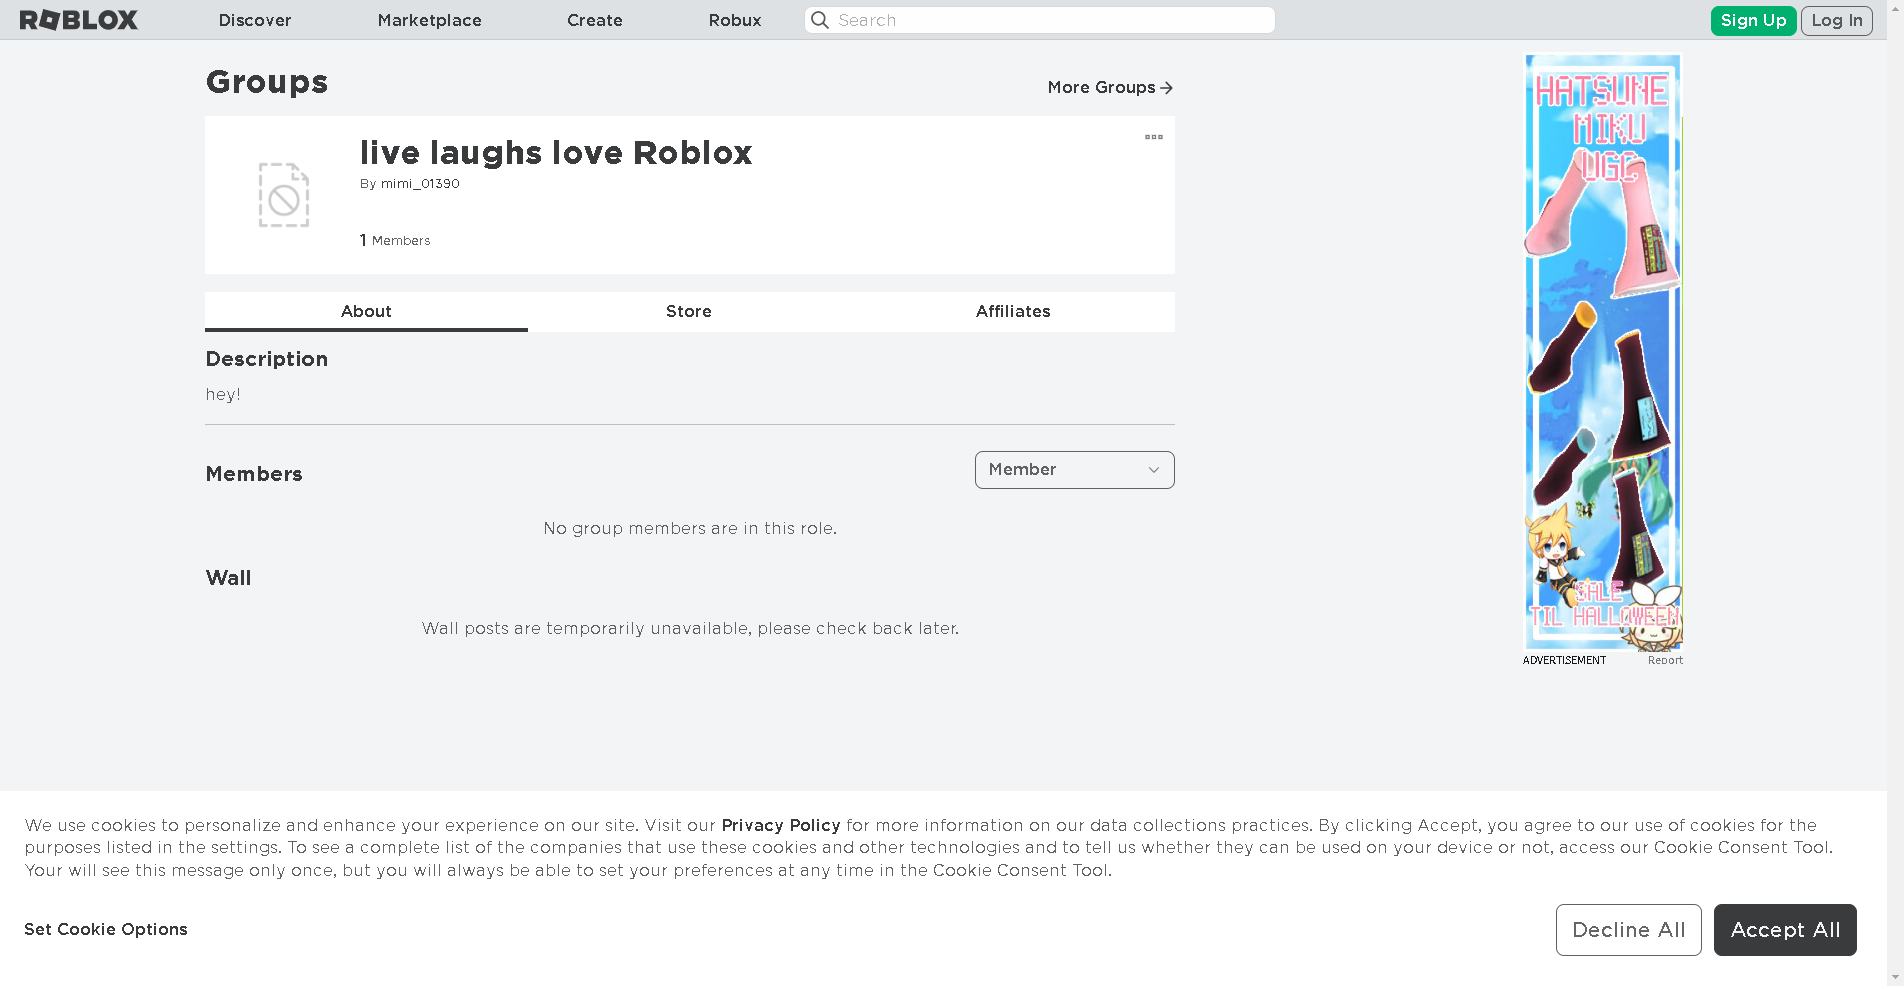 ROBLOX
Discover
Marketplace
Create
Robux
Search
Sign Up
Log In
Groups
More Groups
live laughs love Roblox
By mimi_01390
1 Members
About
Store
Affiliates
Description
hey!
Members
Member
No group members are in this role.
Wall
Wall posts are temporarily unavailable, please check back later.
HATSUNE
MIKU
UGC
SALE
TIL HALLOWEEN
ADVERTISEMENT
Report
We use cookies to personalize and enhance your experience on our site. Visit our Privacy Policy for more information on our data collections practices. By clicking Accept, you agree to our use of cookies for the
purposes listed in the settings. To see a complete list of the companies that use these cookies and other technologies and to tell us whether they can be used on your device or not, access our Cookie Consent Tool.
Your will see this message only once, but you will always be able to set your preferences at any time in the Cookie Consent Tool.
Set Cookie Options
Decline All
Accept All